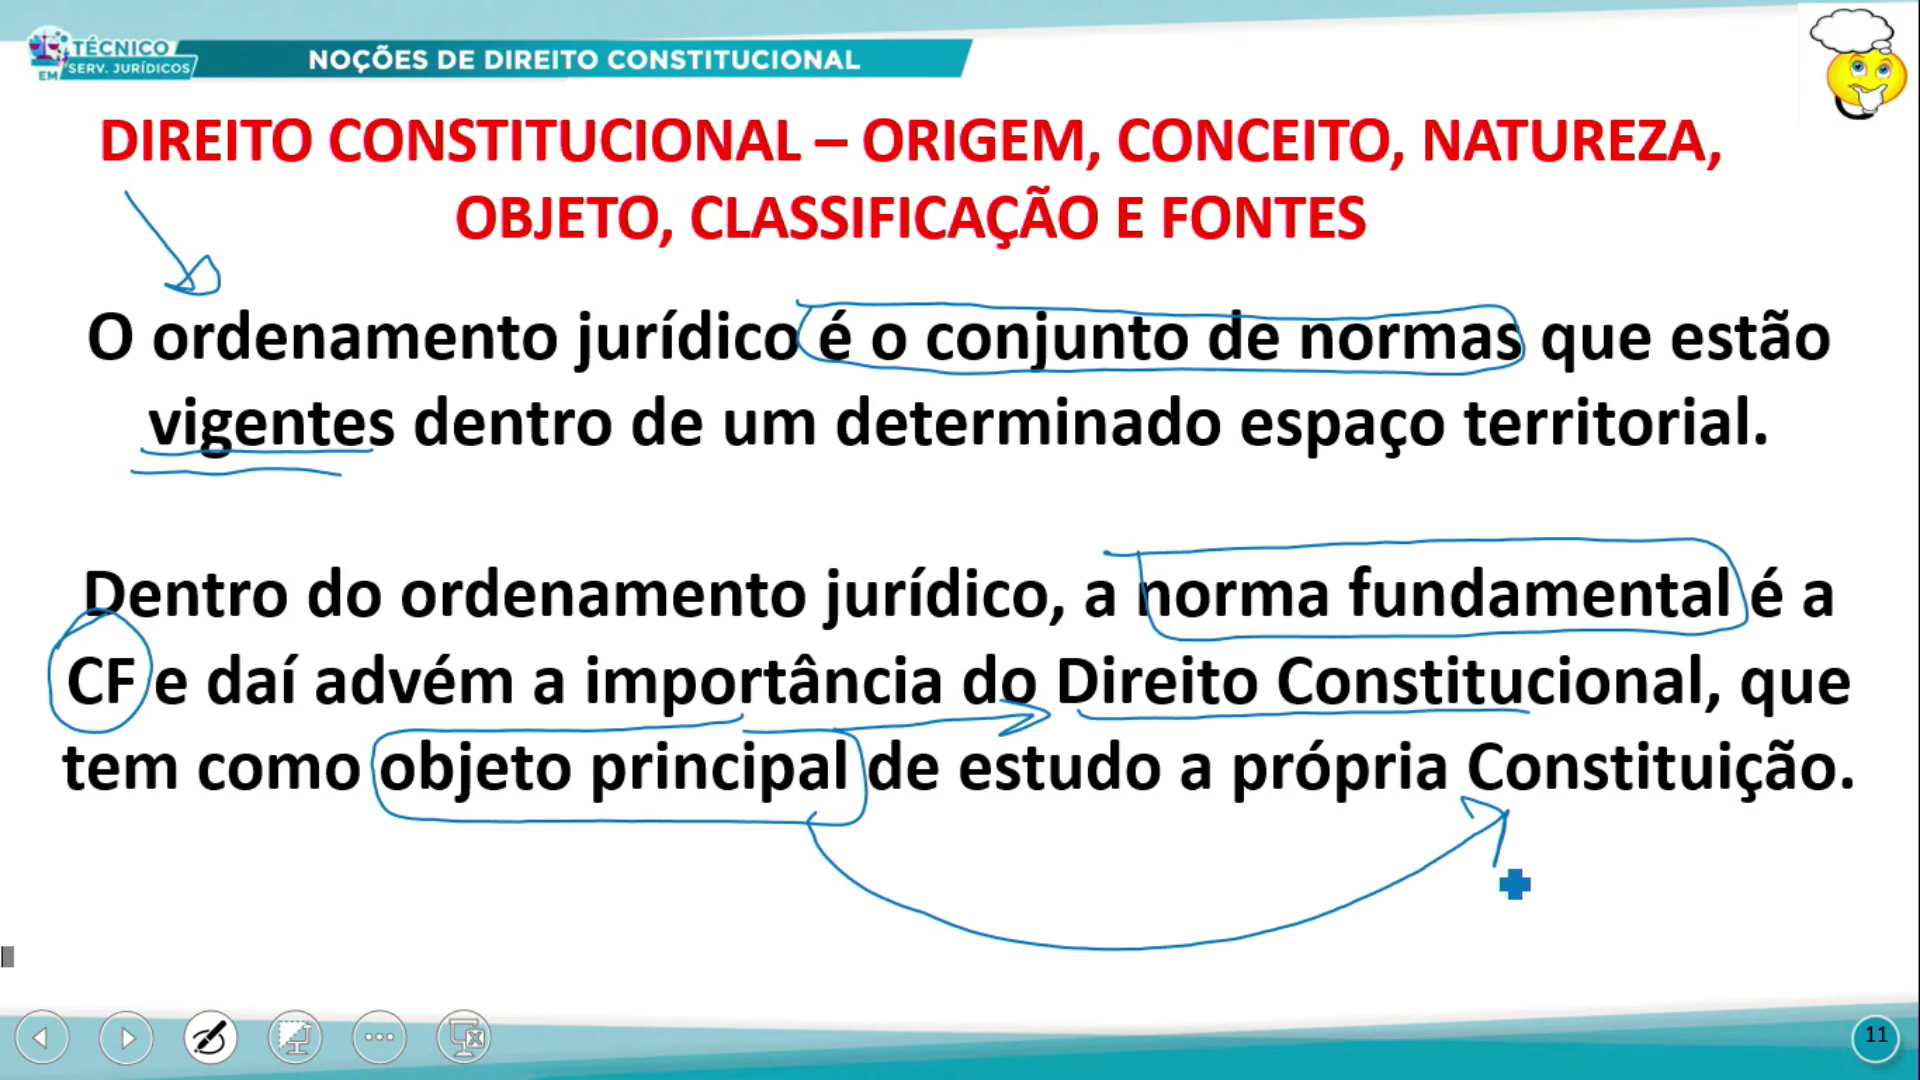 TÉCNICO
EM SERV. JURÍDICOS
NOÇÕES DE DIREITO CONSTITUCIONAL
DIREITO CONSTITUCIONAL – ORIGEM, CONCEITO, NATUREZA,
OBJETO, CLASSIFICAÇÃO E FONTES
O ordenamento jurídico é o conjunto de normas que estão
vigentes dentro de um determinado espaço territorial.
Dentro do ordenamento jurídico, a norma fundamental é a
CF e daí advém a importância do Direito Constitucional, que
tem como objeto principal de estudo a própria Constituição.
11